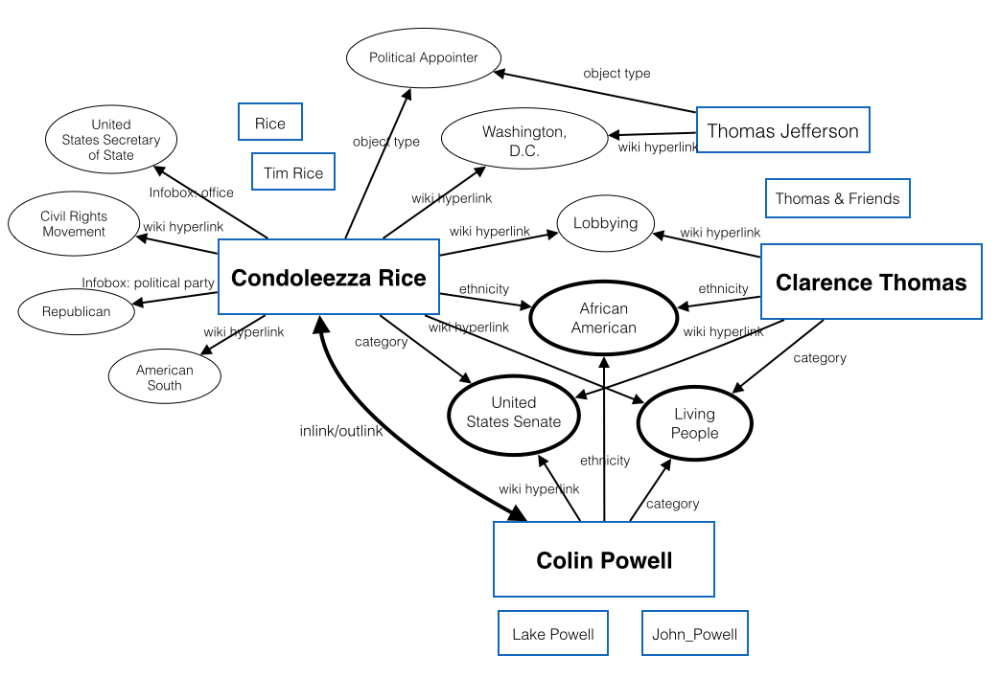 Political Appointer
object type
United
States Secretary
of State
Rice
object type
Washington,
D.C.
Thomas Jefferson
wiki hyperlink
Tim Rice
Infobox: office
wiki hyperlink
Thomas & Friends
Civil Rights
Movement
wiki hyperlink
wiki hyperlink
Lobbying
wiki hyperlink
Condoleezza Rice
Clarence Thomas
Infobox: political party
ethnicity
ethnicity
Republican
African
American
wiki hyperlink
wiki hyperlink
wiki hyperlink
category
category
American
South
United
States Senate
Living
People
inlink/outlink
ethnicity
wiki hyperlink
category
Colin Powell
Lake Powell
John_Powell